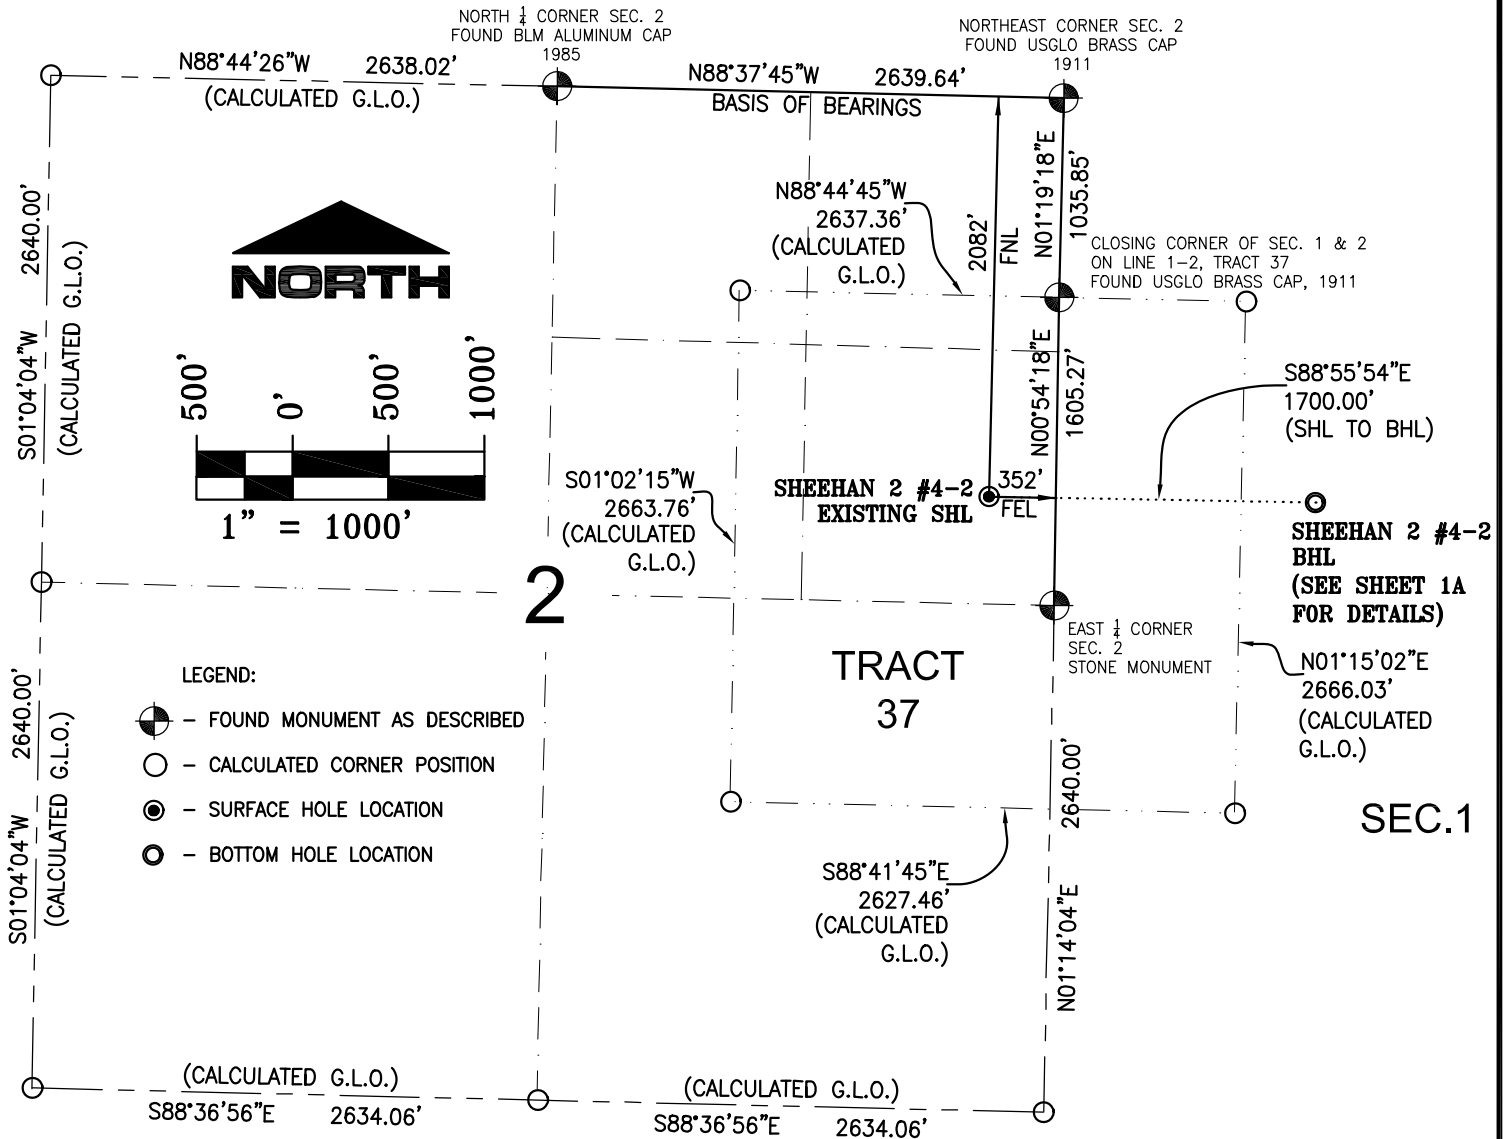 NORTH 1/4 CORNER SEC. 2
FOUND BLM ALUMINUM CAP
1985
NORTHEAST CORNER SEC. 2
FOUND USGLO BRASS CAP
1911
N88°44'26"W 2638.02'
(CALCULATED G.L.O.)
N88°37'45"W 2639.64'
BASIS OF BEARINGS
N01°19'18"E
1035.85'
S01°04'04"W 2640.00'
(CALCULATED G.L.O.)
NORTH
N88°44'45"W
2637.36'
(CALCULATED
G.L.O.)
2082'
FNL
CLOSING CORNER OF SEC. 1 & 2
ON LINE 1-2, TRACT 37
FOUND USGLO BRASS CAP, 1911
500'
0'
500'
1000'
1" = 1000'
N00°54'18"E
1605.27'
S88°55'54"E
1700.00'
(SHL TO BHL)
S01°02'15"W
2663.76'
(CALCULATED
G.L.O.)
SHEEHAN 2 #4-2
EXISTING SHL
352'
FEL
SHEEHAN 2 #4-2
BHL
(SEE SHEET 1A
FOR DETAILS)
2
EAST 1/4 CORNER
SEC. 2
STONE MONUMENT
N01°15'02"E
2666.03'
(CALCULATED
G.L.O.)
TRACT
37
LEGEND:
- FOUND MONUMENT AS DESCRIBED
- CALCULATED CORNER POSITION
- SURFACE HOLE LOCATION
- BOTTOM HOLE LOCATION
S01°04'04"W 2640.00'
(CALCULATED G.L.O.)
2640.00'
N01°14'04"E
SEC.1
S88°41'45"E
2627.46'
(CALCULATED
G.L.O.)
(CALCULATED G.L.O.)
S88°36'56"E 2634.06'
(CALCULATED G.L.O.)
S88°36'56"E 2634.06'